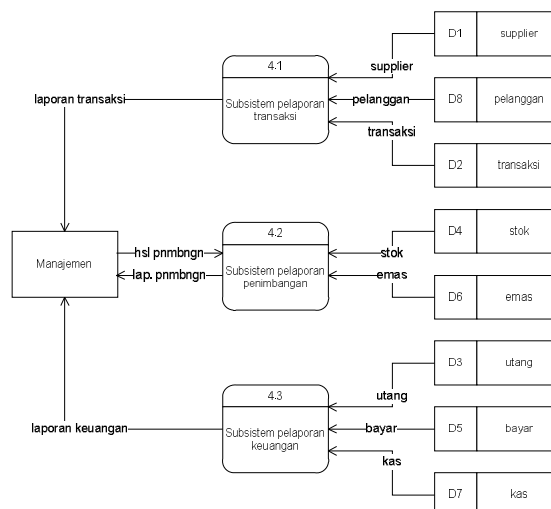 D1
supplier
4.1
supplier
Subsistem pelaporan
transaksi
laporan transaksi
pelanggan
D8
pelanggan
transaksi
D2
transaksi
4.2
D4
stok
Manajemen
hsl pnmbngn
lap. pnmbngn
Subsistem pelaporan
penimbangan
stok
emas
D6
emas
D3
utang
4.3
utang
laporan keuangan
Subsistem pelaporan
keuangan
bayar
D5
bayar
kas
D7
kas